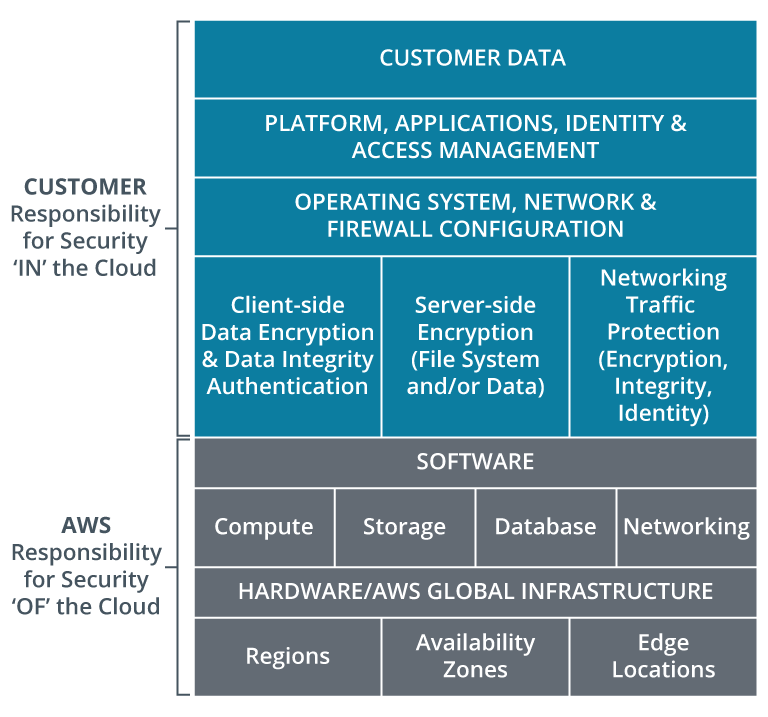 CUSTOMER DATA
PLATFORM, APPLICATIONS, IDENTITY &
ACCESS MANAGEMENT
CUSTOMER
Responsibility
for Security
‘IN’ the Cloud
OPERATING SYSTEM, NETWORK &
FIREWALL CONFIGURATION
Client-side
Data Encryption
& Data Integrity
Authentication
Server-side
Encryption
(File System
and/or Data)
Networking
Traffic
Protection
(Encryption,
Integrity,
Identity)
SOFTWARE
AWS
Responsibility
for Security
‘OF’ the Cloud
Compute
Storage
Database
Networking
HARDWARE/AWS GLOBAL INFRASTRUCTURE
Regions
Availability
Zones
Edge
Locations